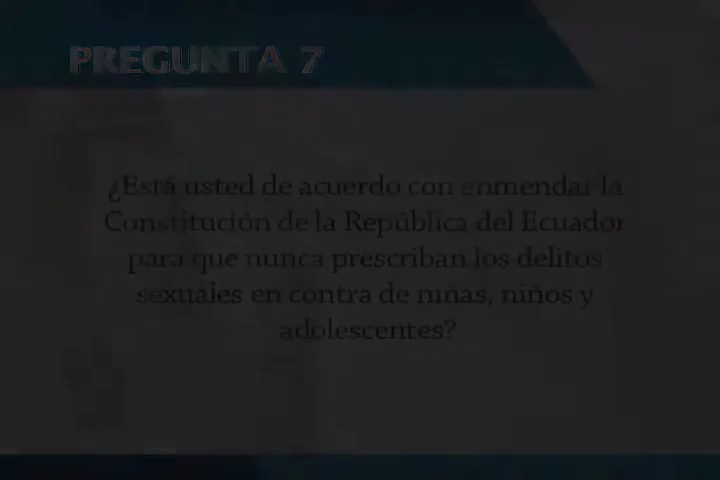 PREGUNTA 7
¿Está usted de acuerdo con enmendar la
Constitución de la República del Ecuador
para que nunca prescriban los delitos
sexuales en contra de niñas, niños y
adolescentes?